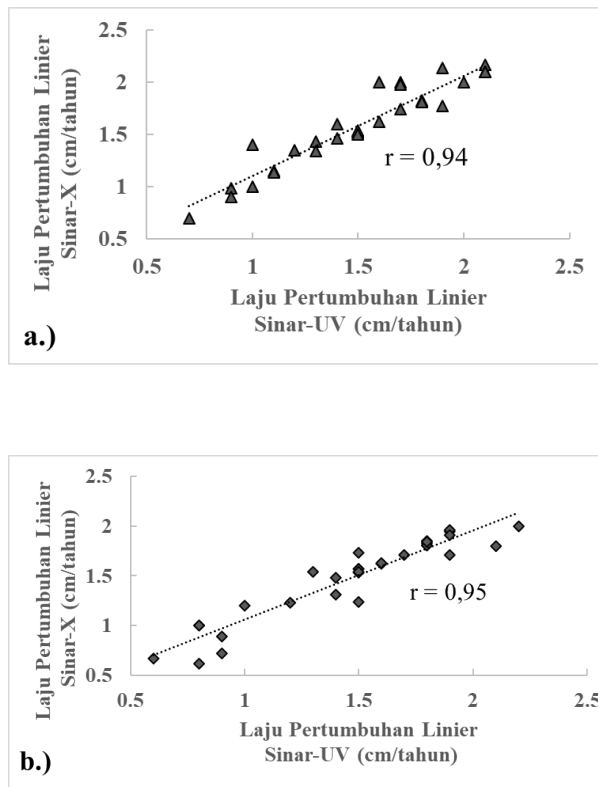 2.5
2
1.5
1
0.5
0.5 1 1.5 2 2.5
Laju Pertumbuhan Linier
Sinar-X (cm/tahun)
r = 0,94
Laju Pertumbuhan Linier
Sinar-UV (cm/tahun)
a.)
2.5
2
1.5
1
0.5
0.5 1 1.5 2 2.5
Laju Pertumbuhan Linier
Sinar-X (cm/tahun)
r = 0,95
Laju Pertumbuhan Linier
Sinar-UV (cm/tahun)
b.)